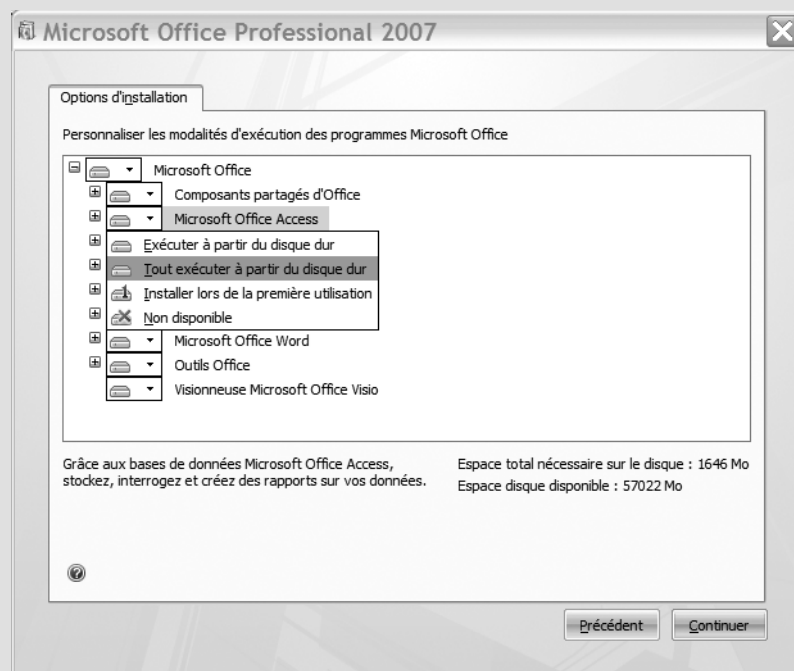 Microsoft Office Professional 2007
Options d'installation
Personnaliser les modalités d'exécution des programmes Microsoft Office
Microsoft Office
Composants partagés d'Office
Microsoft Office Access
Exécuter à partir du disque dur
Tout exécuter à partir du disque dur
Installer lors de la première utilisation
Non disponible
Microsoft Office Word
Outils Office
Visionneuse Microsoft Office Visio
Grâce aux bases de données Microsoft Office Access,
stockez, interrogez et créez des rapports sur vos données.
Espace total nécessaire sur le disque : 1646 Mo
Espace disque disponible : 57022 Mo
Précédent
Continuer